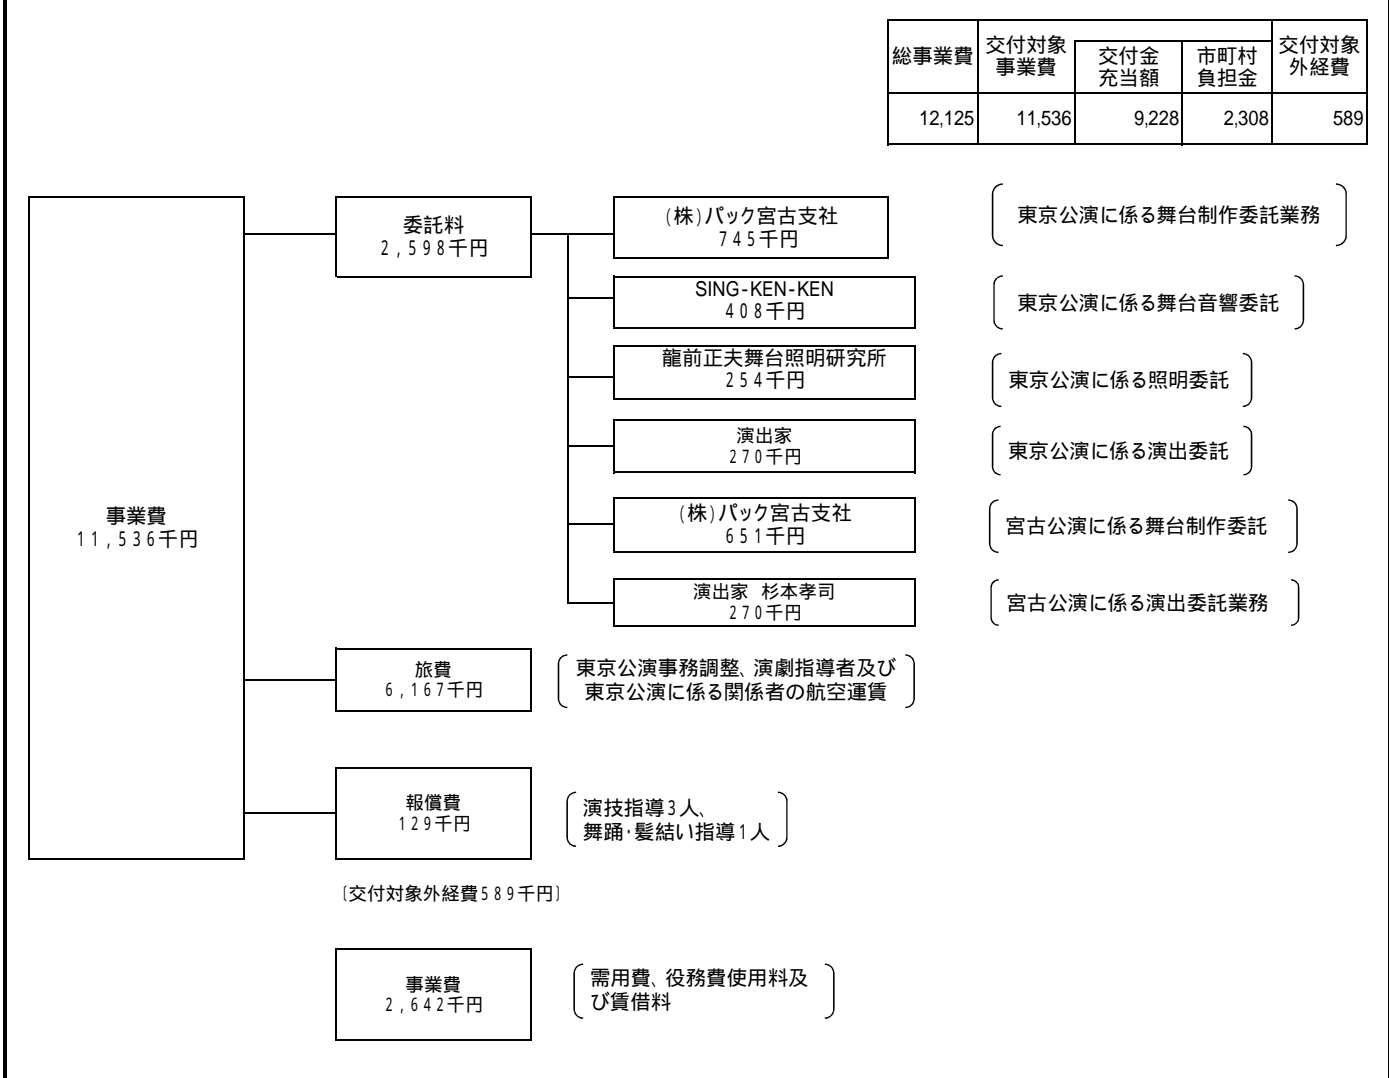 総事業費
交付対象
事業費
交付金
充当額
市町村
負担金
交付対象
外経費
12,125
11,536
9,228
2,308
589
事業費
11,536千円
委託料
2,598千円
(株)パック宮古支社
745千円
東京公演に係る舞台制作委託業務
SING-KEN-KEN
408千円
東京公演に係る舞台音響委託
龍前正夫舞台照明研究所
254千円
東京公演に係る照明委託
演出家
270千円
東京公演に係る演出委託
(株)パック宮古支社
651千円
宮古公演に係る舞台制作委託
演出家 杉本孝司
270千円
宮古公演に係る演出委託業務
旅費
6,167千円
東京公演事務調整、演劇指導者及び
東京公演に係る関係者の航空運賃
報償費
129千円
演技指導3人、
舞踊・髪結い指導1人
〔交付対象外経費589千円〕
事業費
2,642千円
需用費、役務費使用料及
び賃借料